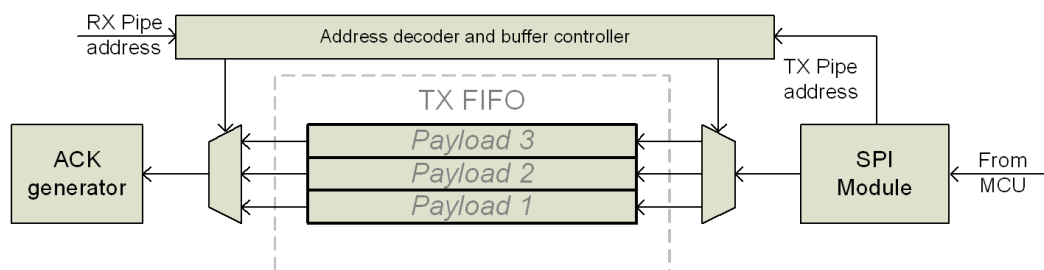 RX Pipe
address
Address decoder and buffer controller
TX Pipe
address
TX FIFO
ACK
generator
Payload 3
Payload 2
Payload 1
SPI
Module
From
MCU